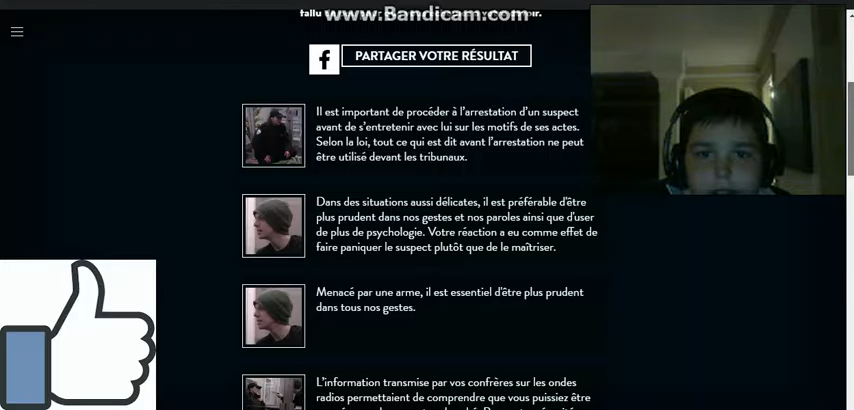 www.Bandicam.com
fallu
oir.
PARTAGER VOTRE RÉSULTAT
Il est important de procéder à l'arrestation d'un suspect
avant de s'entretenir avec lui sur les motifs de ses actes.
Selon la loi, tout ce qui est dit avant l'arrestation ne peut
être utilisé devant les tribunaux.
Dans des situations aussi délicates, il est préférable d'être
plus prudent dans nos gestes et nos paroles ainsi que d'user
de plus de psychologie. Votre réaction a eu comme effet de
faire paniquer le suspect plutôt que de le maîtriser.
Menacé par une arme, il est essentiel d'être plus prudent
dans tous nos gestes.
L'information transmise par vos confrères sur les ondes
radios permettaient de comprendre que vous puissiez être